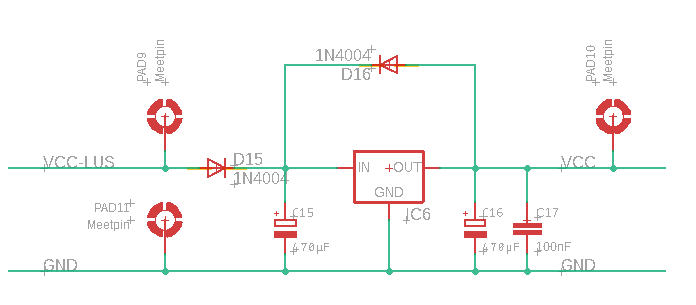 PAD9
Meetpin
1N4004
D16
PAD10
Meetpin
VCC-LUS
D15
1N4004
IN
OUT
GND
IC6
VCC
PAD11
Meetpin
C15
470µF
C16
470µF
C17
100nF
GND
GND